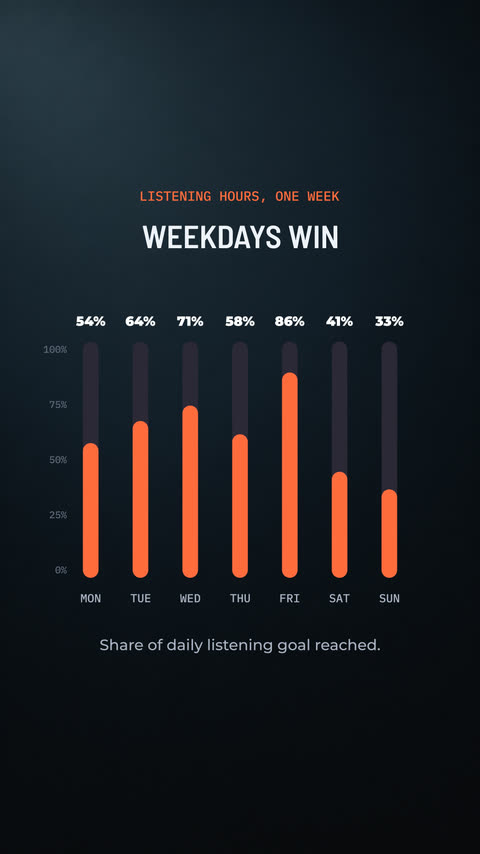 LISTENING HOURS, ONE WEEK
WEEKDAYS WIN
54% 64% 71% 58% 86% 41% 33%
100%
75%
50%
25%
0%
MON TUE WED THU FRI SAT SUN
Share of daily listening goal reached.